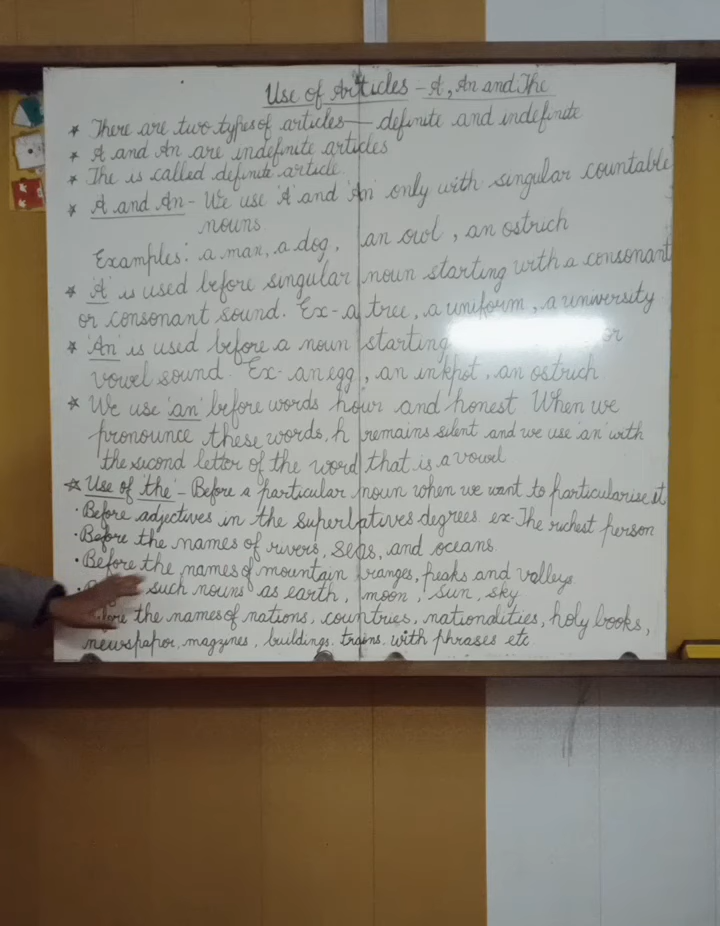 Use of Articles - A, An and The
* There are two types of articles — definite and indefinite
* A and An are indefinite articles
* The is called definite article.
* A and An - We use 'A' and 'An' only with singular countable
nouns.
Examples: a man, a dog, an owl, an ostrich
* 'A' is used before singular noun starting with a consonant
or consonant sound. Ex- a tree, a uniform, a university
* 'An' is used before a noun starting or
vowel sound. Ex- an egg, an inkpot, an ostrich
* We use 'an' before words hour and honest When we
pronounce these words, h remains silent and we use 'an' with
the second letter of the word that is a vowel
* Use of 'the' - Before a particular noun when we want to particularise it
• Before adjectives in the superlatives degrees. ex- The richest person
• Before the names of rivers, seas, and oceans.
• Before the names of mountain ranges, peaks and valleys.
such nouns as earth, moon, sun, sky
the names of nations, countries, nationalities, holy books,
newspapor, magzines, buildings, trains, with phrases etc